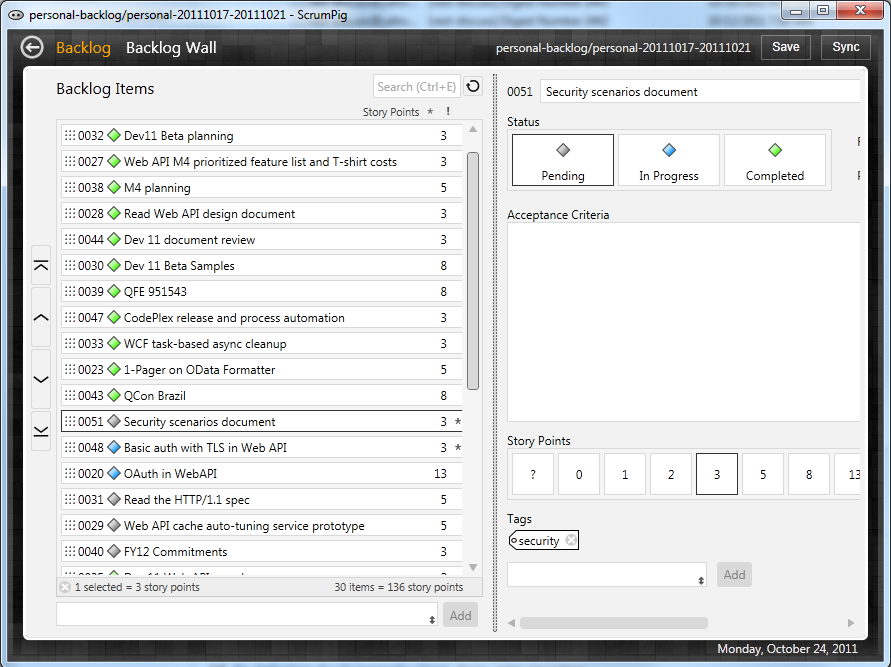 personal-backlog/personal-20111017-20111021 - ScrumPig
Backlog Backlog Wall
personal-backlog/personal-20111017-20111021 Save Sync
Backlog Items
Search (Ctrl+E)
Story Points * !
0032 Dev11 Beta planning 3
0027 Web API M4 prioritized feature list and T-shirt costs 3
0038 M4 planning 5
0028 Read Web API design document 3
0044 Dev 11 document review 3
0030 Dev 11 Beta Samples 8
0039 QFE 951543 8
0047 CodePlex release and process automation 3
0033 WCF task-based async cleanup 3
0023 1-Pager on OData Formatter 5
0043 QCon Brazil 8
0051 Security scenarios document 3 *
0048 Basic auth with TLS in Web API 3 *
0020 OAuth in WebAPI 13
0031 Read the HTTP/1.1 spec 5
0029 Web API cache auto-tuning service prototype 5
0040 FY12 Commitments 3
1 selected = 3 story points 30 items = 136 story points
Add
0051 Security scenarios document
Status
Pending In Progress Completed
Acceptance Criteria
Story Points
? 0 1 2 3 5 8 13
Tags
security
Add
Monday, October 24, 2011